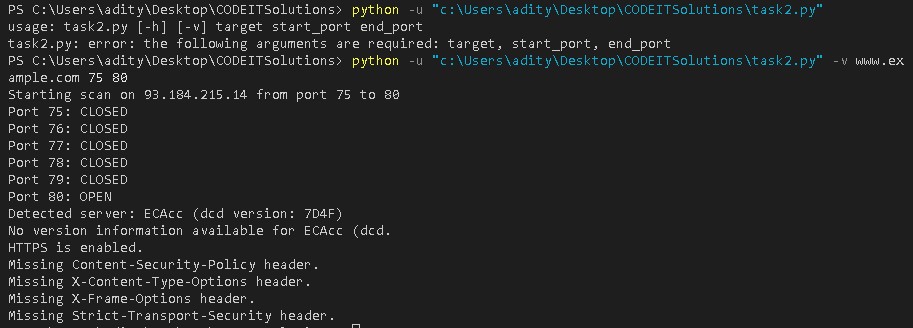 PS C:\Users\adity\Desktop\CODEITSolutions> python -u "c:\Users\adity\Desktop\CODEITSolutions\task2.py"
usage: task2.py [-h] [-v] target start_port end_port
task2.py: error: the following arguments are required: target, start_port, end_port
PS C:\Users\adity\Desktop\CODEITSolutions> python -u "c:\Users\adity\Desktop\CODEITSolutions\task2.py" -v www.ex
ample.com 75 80
Starting scan on 93.184.215.14 from port 75 to 80
Port 75: CLOSED
Port 76: CLOSED
Port 77: CLOSED
Port 78: CLOSED
Port 79: CLOSED
Port 80: OPEN
Detected server: ECAcc (dcd version: 7D4F)
No version information available for ECAcc (dcd.
HTTPS is enabled.
Missing Content-Security-Policy header.
Missing X-Content-Type-Options header.
Missing X-Frame-Options header.
Missing Strict-Transport-Security header.